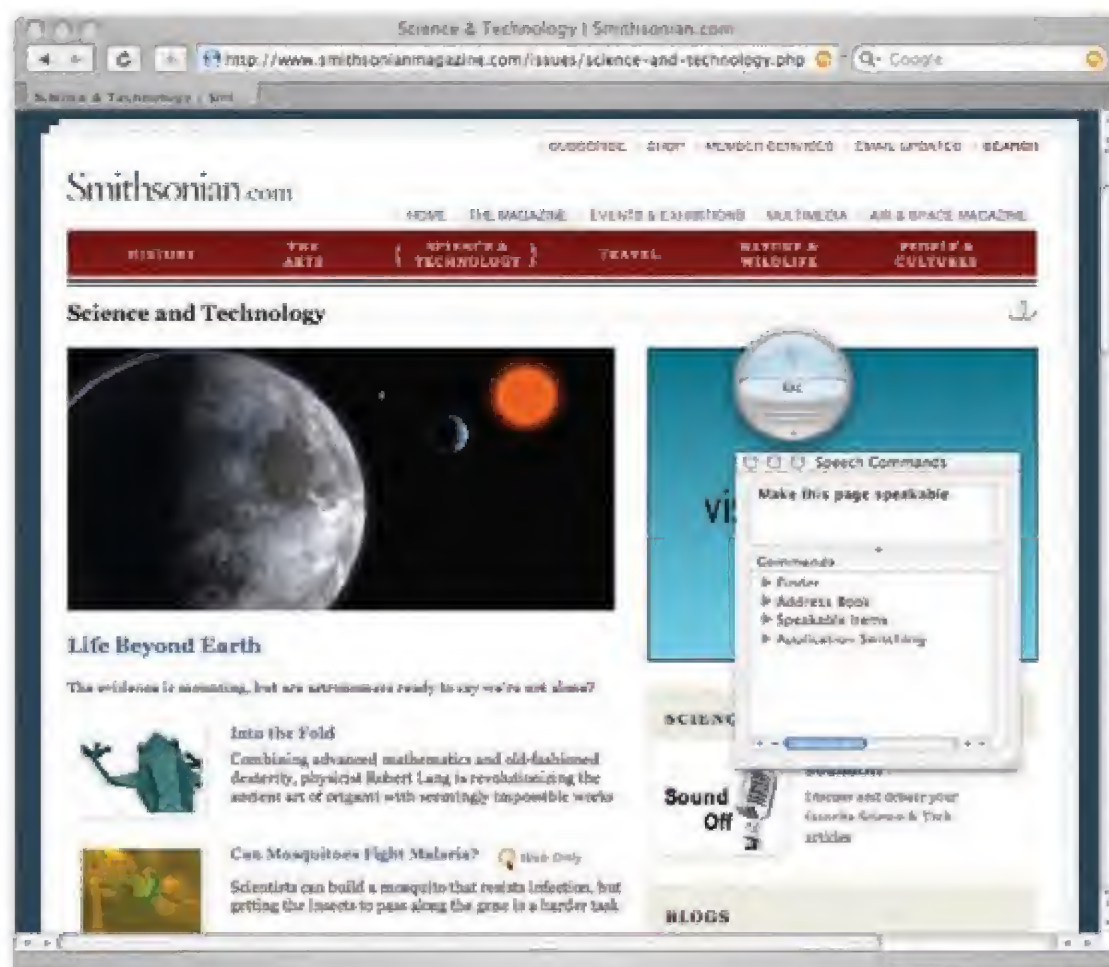 Science & Technology | Smithsonian.com
http://www.smithsonianmagazine.com/issues/science-and-technology.php
Google
Science & Technology | Smit
SUBSCRIBE SHOP MEMBER SERVICES EMAIL UPDATES SEARCH
Smithsonian.com
HOME THE MAGAZINE EVENTS & EXHIBITIONS MULTIMEDIA AIR & SPACE MAGAZINE
HISTORY
THE ARTS
{ SCIENCE & TECHNOLOGY }
TRAVEL
NATURE & WILDLIFE
PEOPLE & CULTURES
Science and Technology
Esc
Speech Commands
Make this page speakable
Commands
Finder
Address Book
Speakable Items
Application Switching
Life Beyond Earth
The evidence is mounting, but are astronomers ready to say we're not alone?
Into the Fold
Combining advanced mathematics and old-fashioned
dexterity, physicist Robert Lang is revolutionizing the
ancient art of origami with seemingly impossible works
Can Mosquitoes Fight Malaria? Web Only
Scientists can build a mosquito that resists infection, but
getting the insects to pass along the gene is a harder task
vi
SCIENC
Sound
Off
Discuss and debate your
favorite Science & Tech
articles
BLOGS